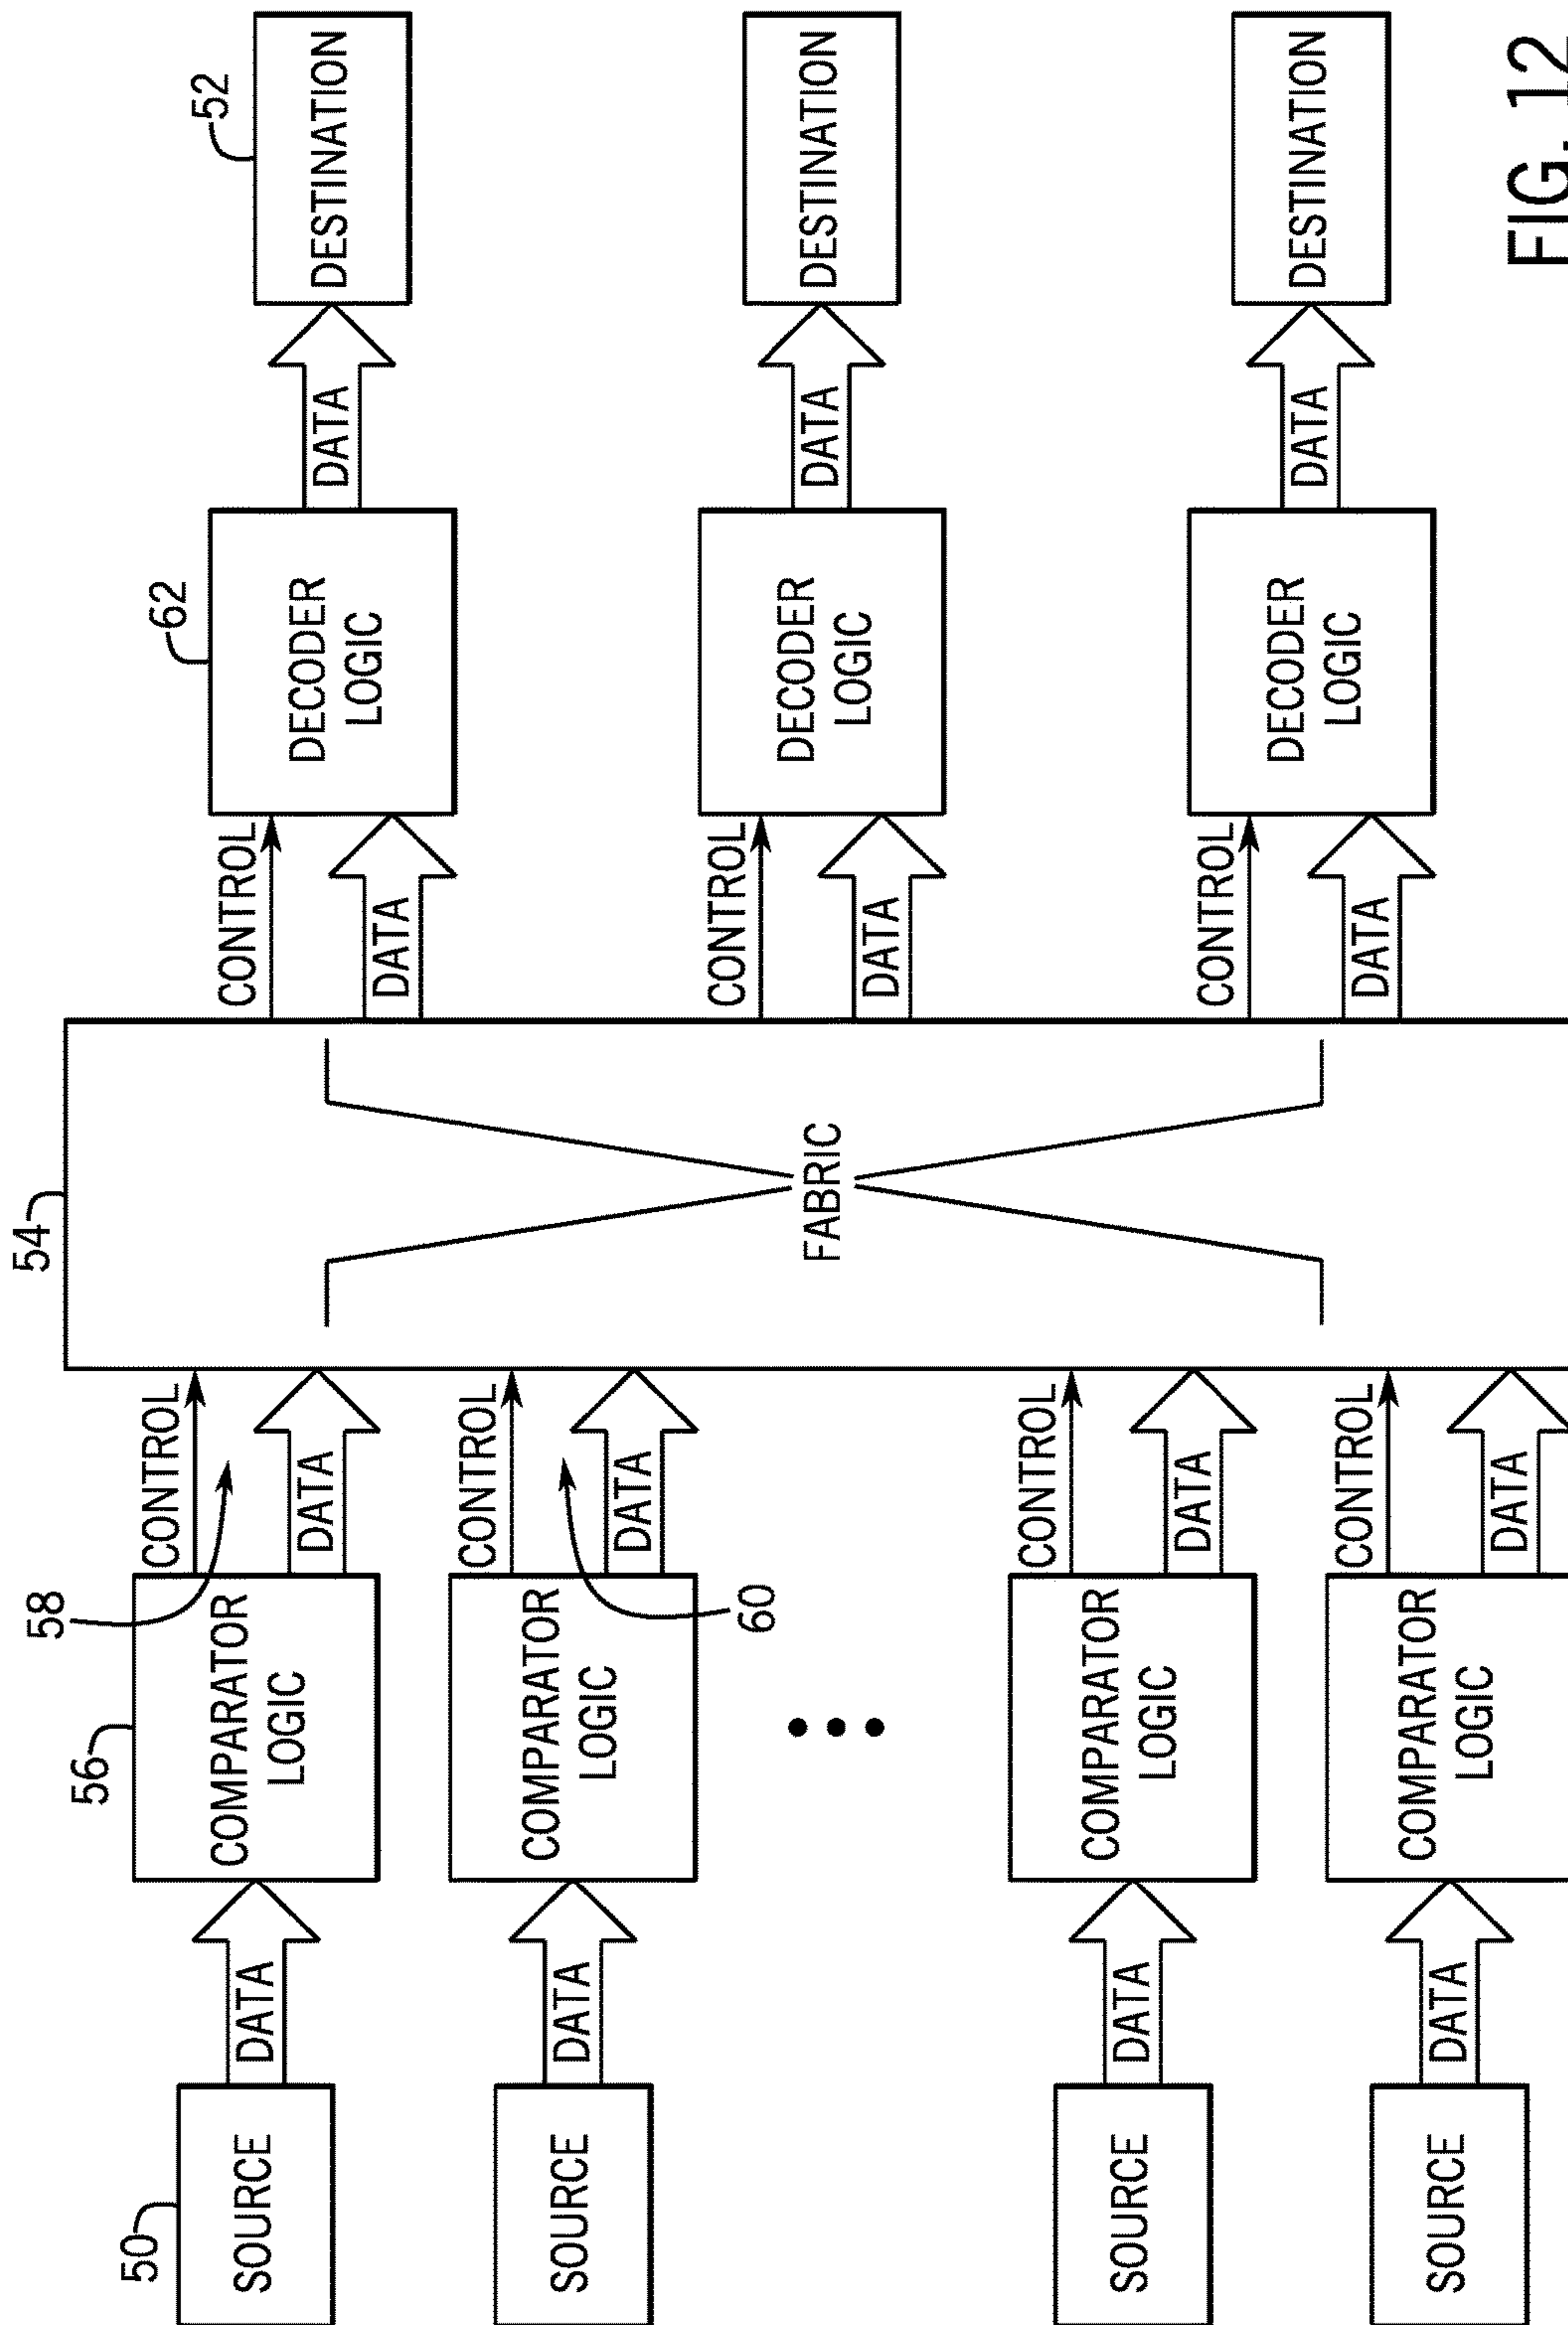 50
SOURCE
DATA
56
COMPARATOR
LOGIC
58
CONTROL
DATA
54
CONTROL
DATA
62
DECODER
LOGIC
DATA
52
DESTINATION
SOURCE
DATA
COMPARATOR
LOGIC
CONTROL
DATA
60
FABRIC
CONTROL
DATA
DECODER
LOGIC
DATA
DESTINATION
SOURCE
DATA
COMPARATOR
LOGIC
CONTROL
DATA
CONTROL
DATA
DECODER
LOGIC
DATA
DESTINATION
SOURCE
DATA
COMPARATOR
LOGIC
CONTROL
DATA
FIG. 12